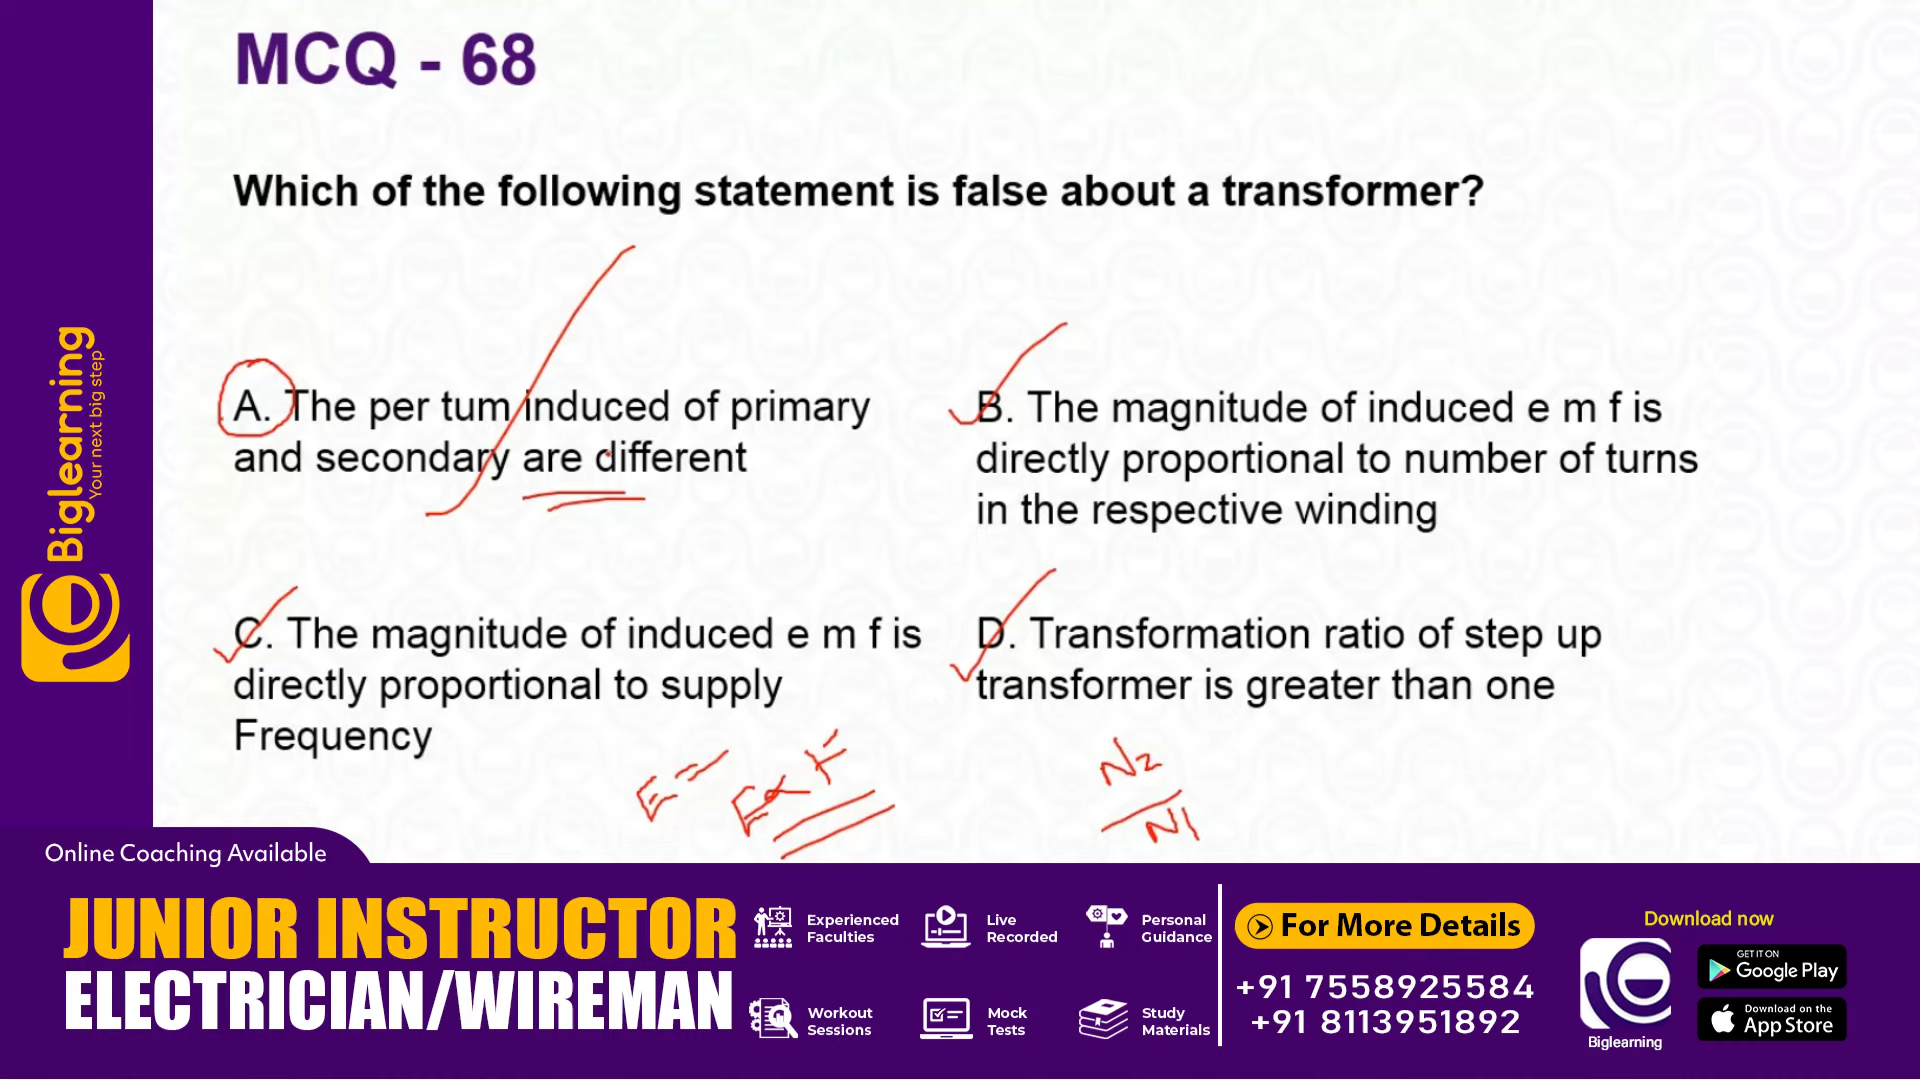 MCQ - 68
Which of the following statement is false about a transformer?
A. The per tum induced of primary
and secondary are different
B. The magnitude of induced e m f is
directly proportional to number of turns
in the respective winding
C. The magnitude of induced e m f is
directly proportional to supply
Frequency
D. Transformation ratio of step up
transformer is greater than one
E =
E ∝ F
N2
N1
Biglearning
Your next big step
Online Coaching Available
JUNIOR INSTRUCTOR
ELECTRICIAN/WIREMAN
Experienced
Faculties
Live
Recorded
Personal
Guidance
Workout
Sessions
Mock
Tests
Study
Materials
For More Details
+91 7558925584
+91 8113951892
Download now
Biglearning
GET IT ON
Google Play
Download on the
App Store